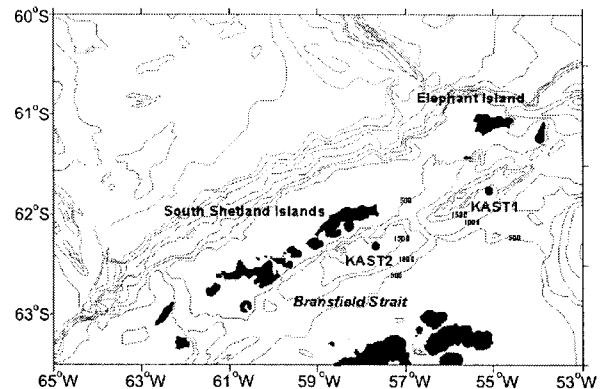 60°S
61°S
62°S
63°S
65°W
63°W
61°W
59°W
57°W
55°W
53°W
Elephant Island
KAST1
South Shetland Islands
KAST2
Bransfield Strait
500
1500
1000
500
1500
1000
500